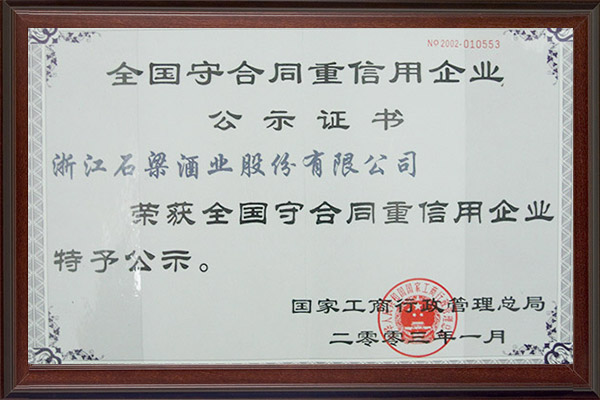 No 2002-010553
全国守合同重信用企业
公示证书
浙江石梁酒业股份有限公司
荣获全国守合同重信用企业
特予公示。
国家工商行政管理总局
二零零三年一月